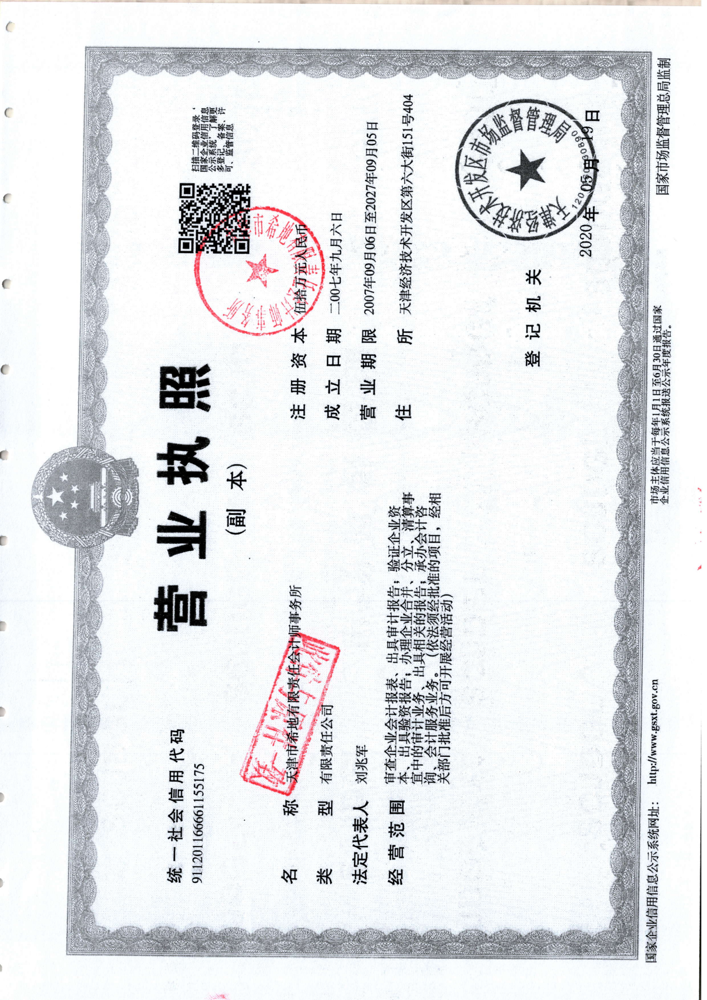 营业执照
(副 本)
扫描二维码登录'
国家企业信用信息
公示系统'了解更
多登记、备案、许
可、监管信息
统一社会信用代码
911201166661155175
名称 天津市希地有限责任会计师事务所
类型 有限责任公司
法定代表人 刘兆军
经营范围 审查企业会计报表、出具审计报告；验证企业资
本、出具验资报告；办理企业合并、分立、清算事
宜中的审计业务、出具相关的报告；承办会计咨
询、会计服务业务。（依法须经批准的项目，经相
关部门批准后方可开展经营活动）
与原件一致
注册资本 伍拾万元人民币
成立日期 二00七年九月六日
营业期限 2007年09月06日至2027年09月05日
住所 天津经济技术开发区第六大街151号404
市希地有限责任会计师事务所
登记机关
天津经济技术开发区市场监督管理局
2020年05月19日
国家企业信用信息公示系统网址： http://www.gsxt.gov.cn
市场主体应当于每年1月1日至6月30日通过国家
企业信用信息公示系统报送公示年度报告。
国家市场监督管理总局监制